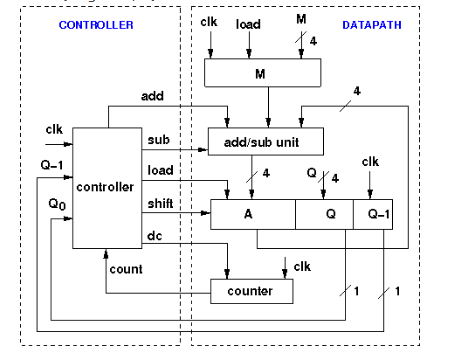 CONTROLLER
DATAPATH
clk
load
M
4
M
add
4
clk
sub
add/sub unit
Q-1
load
4
Q
4
clk
controller
Q0
shift
A
Q
Q-1
dc
count
clk
counter
1
1